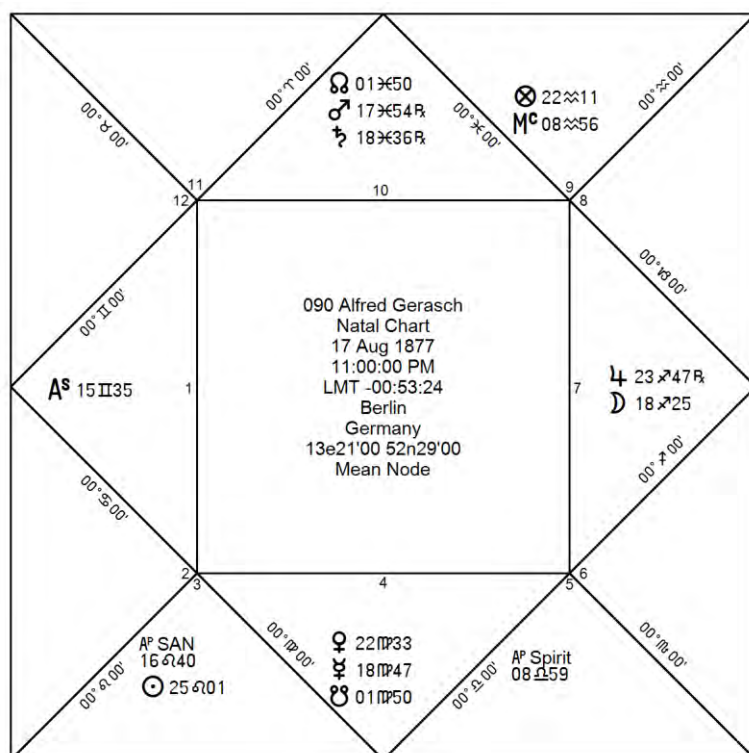 00°♈00'
☊ 01♓50
♂ 17♓54℞
♄ 18♓36℞
00°♓00'
⊗ 22♒11
Mc 08♒56
00°♒00'
00°♉00'
11
12
10
9
8
00°♊00'
00°♑00'
As 15♊35
1
090 Alfred Gerasch
Natal Chart
17 Aug 1877
11:00:00 PM
LMT -00:53:24
Berlin
Germany
13e21'00 52n29'00
Mean Node
7
♃ 23♐47℞
☽ 18♐25
00°♋00'
00°♐00'
2
3
4
5
6
AP SAN
16♌40
☉ 25♌01
00°♌00'
00°♍00'
♀ 22♍33
☿ 18♍47
☋ 01♍50
00°♎00'
AP Spirit
08♎59
00°♏00'